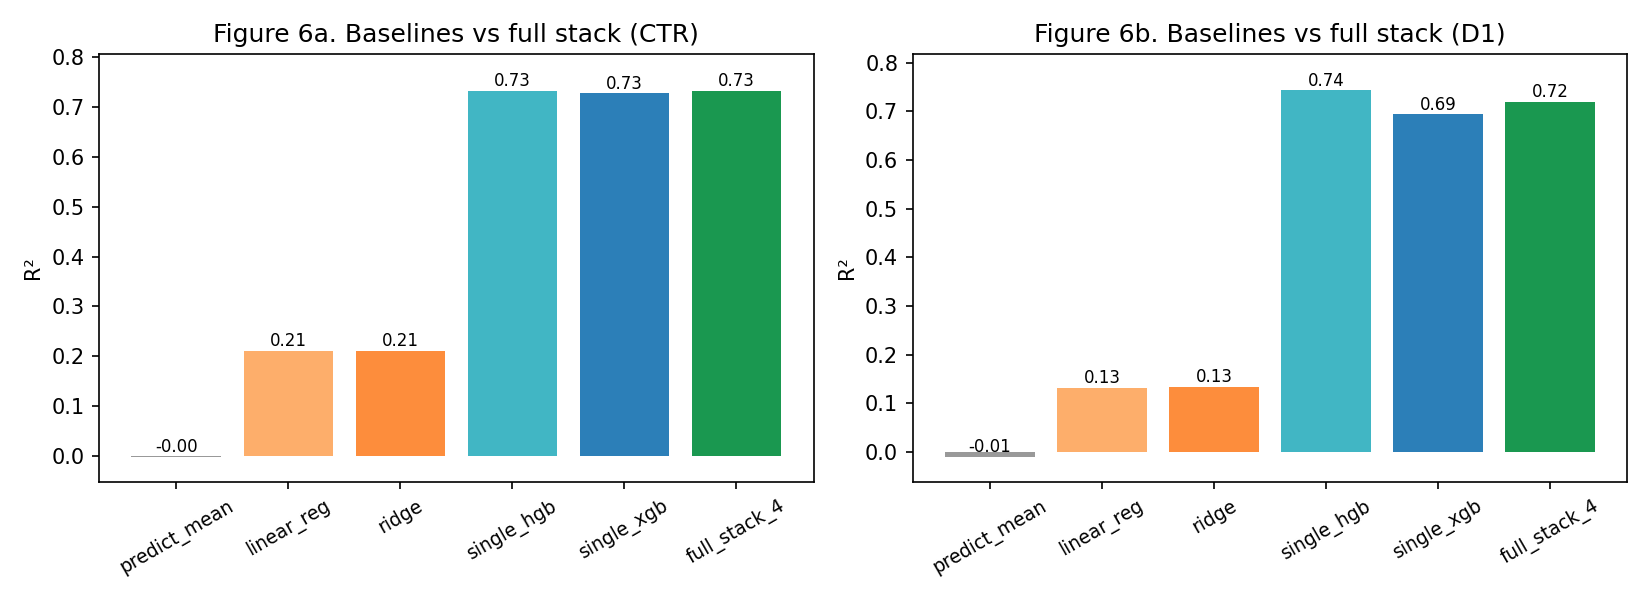 Figure 6a. Baselines vs full stack (CTR)
R²
0.8
0.7
0.6
0.5
0.4
0.3
0.2
0.1
0.0
-0.00
0.21
0.21
0.73
0.73
0.73
predict_mean
linear_reg
ridge
single_hgb
single_xgb
full_stack_4
Figure 6b. Baselines vs full stack (D1)
R²
0.8
0.7
0.6
0.5
0.4
0.3
0.2
0.1
0.0
-0.01
0.13
0.13
0.74
0.69
0.72
predict_mean
linear_reg
ridge
single_hgb
single_xgb
full_stack_4